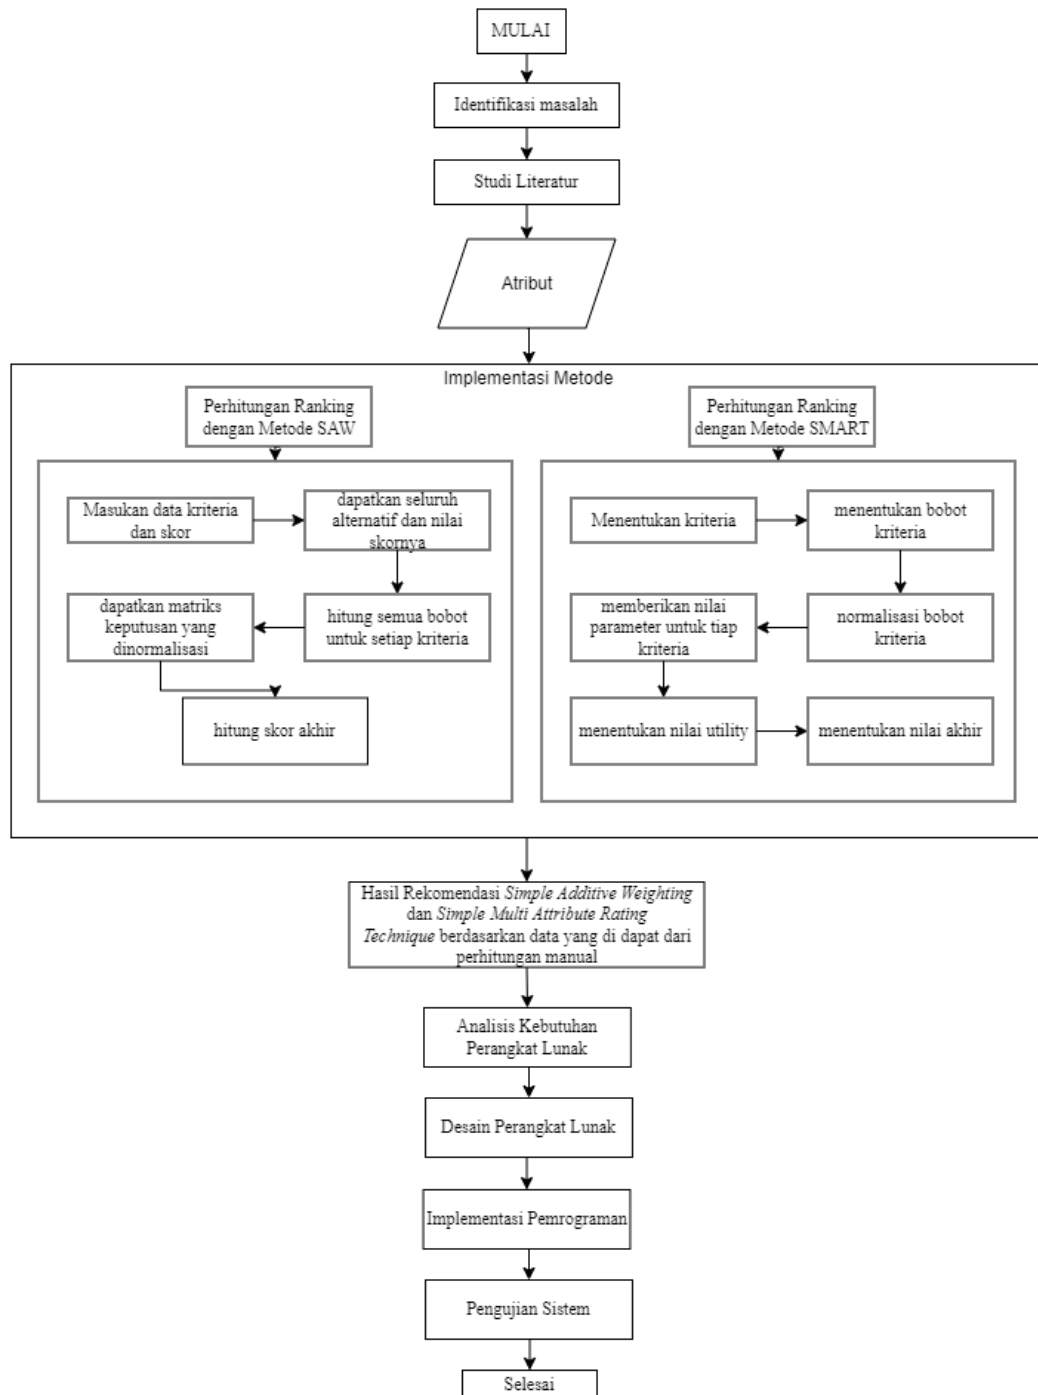 MULAI
Identifikasi masalah
Studi Literatur
Atribut
Implementasi Metode
Perhitungan Ranking
dengan Metode SAW
Masukan data kriteria
dan skor
dapatkan seluruh
alternatif dan nilai
skornya
hitung semua bobot
untuk setiap kriteria
dapatkan matriks
keputusan yang
dinormalisasi
hitung skor akhir
Perhitungan Ranking
dengan Metode SMART
Menentukan kriteria
menentukan bobot
kriteria
normalisasi bobot
kriteria
memberikan nilai
parameter untuk tiap
kriteria
menentukan nilai utility
menentukan nilai akhir
Hasil Rekomendasi Simple Additive Weighting
dan Simple Multi Attribute Rating
Technique berdasarkan data yang di dapat dari
perhitungan manual
Analisis Kebutuhan
Perangkat Lunak
Desain Perangkat Lunak
Implementasi Pemrograman
Pengujian Sistem
Selesai